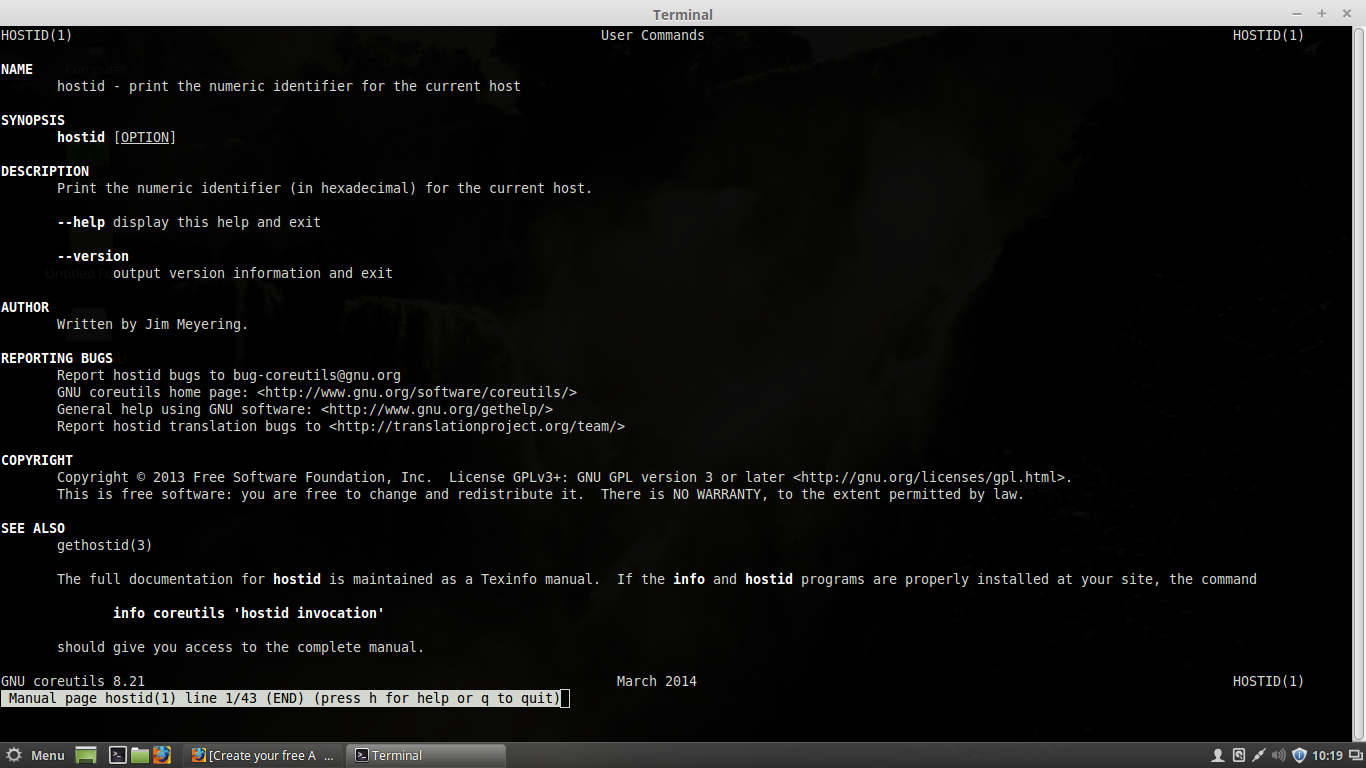 Terminal
HOSTID(1) User Commands HOSTID(1)
NAME
hostid - print the numeric identifier for the current host
SYNOPSIS
hostid [OPTION]
DESCRIPTION
Print the numeric identifier (in hexadecimal) for the current host.
--help display this help and exit
--version
output version information and exit
AUTHOR
Written by Jim Meyering.
REPORTING BUGS
Report hostid bugs to bug-coreutils@gnu.org
GNU coreutils home page: <http://www.gnu.org/software/coreutils/>
General help using GNU software: <http://www.gnu.org/gethelp/>
Report hostid translation bugs to <http://translationproject.org/team/>
COPYRIGHT
Copyright © 2013 Free Software Foundation, Inc.  License GPLv3+: GNU GPL version 3 or later <http://gnu.org/licenses/gpl.html>.
This is free software: you are free to change and redistribute it.  There is NO WARRANTY, to the extent permitted by law.
SEE ALSO
gethostid(3)
The full documentation for hostid is maintained as a Texinfo manual.  If the info and hostid programs are properly installed at your site, the command
info coreutils 'hostid invocation'
should give you access to the complete manual.
GNU coreutils 8.21 March 2014 HOSTID(1)
Manual page hostid(1) line 1/43 (END) (press h for help or q to quit)
Menu [Create your free A ... Terminal 10:19